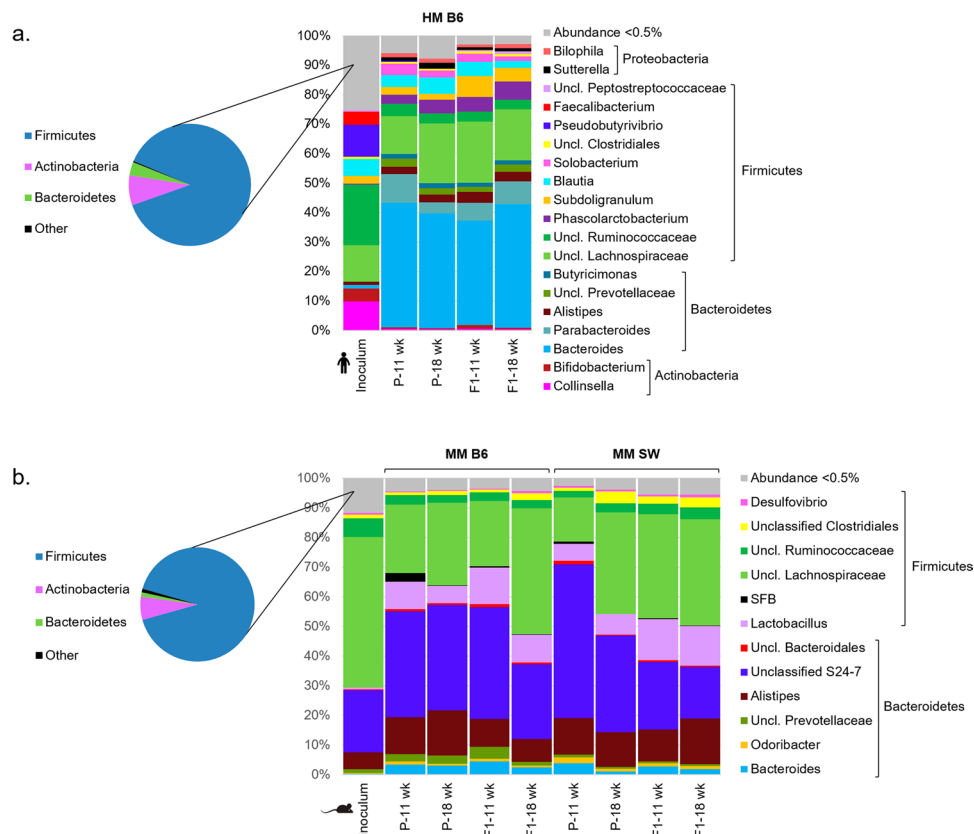 a.
HM B6
100%
90%
80%
70%
60%
50%
40%
30%
20%
10%
0%
Firmicutes
Actinobacteria
Bacteroidetes
Other
Inoculum
P-11 wk
P-18 wk
F1-11 wk
F1-18 wk
Abundance <0.5%
Bilophila
Sutterella
Proteobacteria
Uncl. Peptostreptococcaceae
Faecalibacterium
Pseudobutyrivibrio
Uncl. Clostridiales
Solobacterium
Blautia
Subdoligranulum
Phascolarctobacterium
Uncl. Ruminococcaceae
Uncl. Lachnospiraceae
Firmicutes
Butyricimonas
Uncl. Prevotellaceae
Alistipes
Parabacteroides
Bacteroides
Bacteroidetes
Bifidobacterium
Collinsella
Actinobacteria
b.
MM B6
MM SW
100%
90%
80%
70%
60%
50%
40%
30%
20%
10%
0%
Firmicutes
Actinobacteria
Bacteroidetes
Other
Inoculum
P-11 wk
P-18 wk
F1-11 wk
F1-18 wk
P-11 wk
P-18 wk
F1-11 wk
F1-18 wk
Abundance <0.5%
Desulfovibrio
Unclassified Clostridiales
Uncl. Ruminococcaceae
Uncl. Lachnospiraceae
SFB
Lactobacillus
Firmicutes
Uncl. Bacteroidales
Unclassified S24-7
Alistipes
Uncl. Prevotellaceae
Odoribacter
Bacteroides
Bacteroidetes